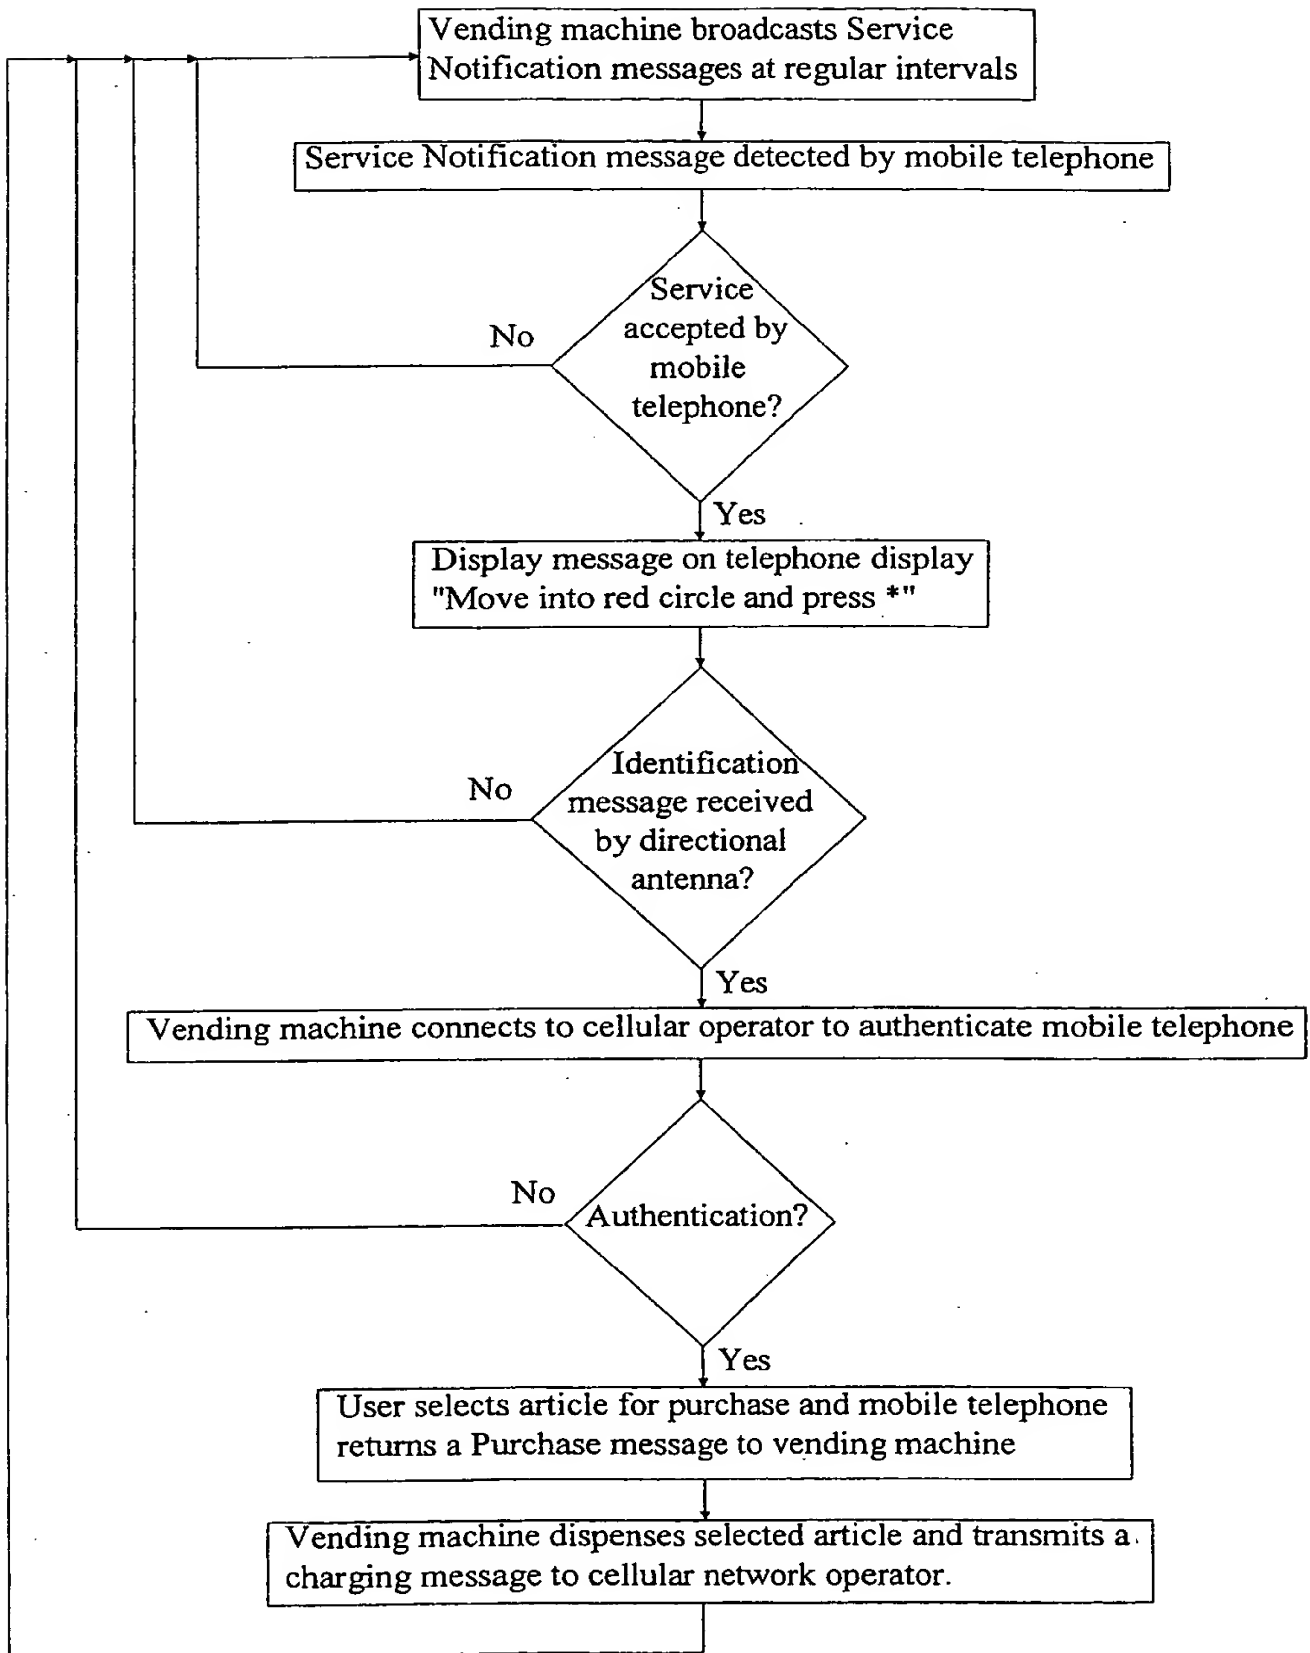 Vending machine broadcasts Service
Notification messages at regular intervals
Service Notification message detected by mobile telephone
Service
accepted by
mobile
telephone?
No
Yes
Display message on telephone display
"Move into red circle and press *"
Identification
message received
by directional
antenna?
No
Yes
Vending machine connects to cellular operator to authenticate mobile telephone
Authentication?
No
Yes
User selects article for purchase and mobile telephone
returns a Purchase message to vending machine
Vending machine dispenses selected article and transmits a
charging message to cellular network operator.